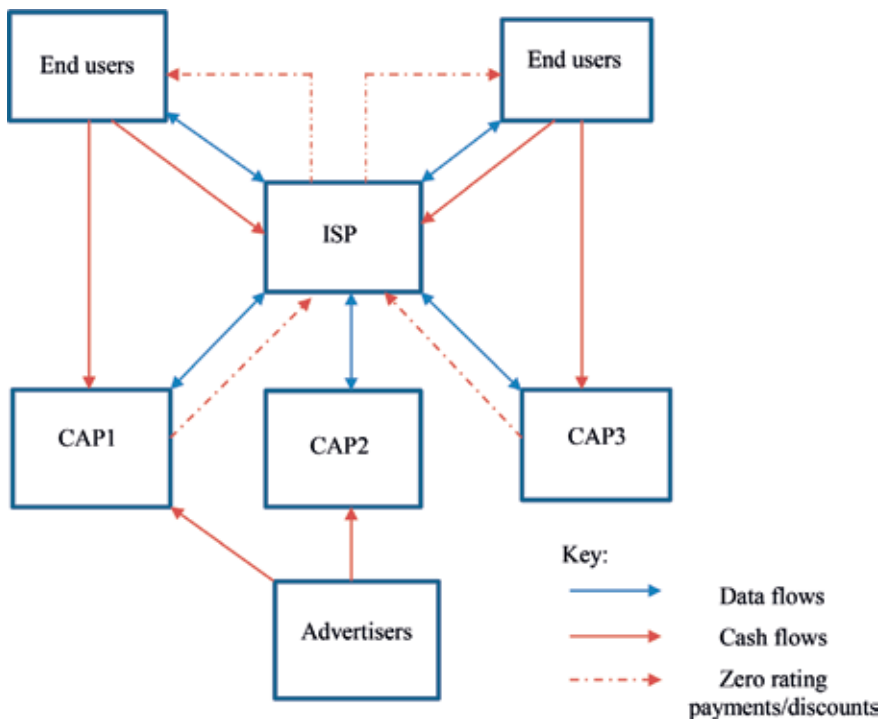 End users
End users
ISP
CAP1
CAP2
CAP3
Advertisers
Key:
Data flows
Cash flows
Zero rating
payments/discounts